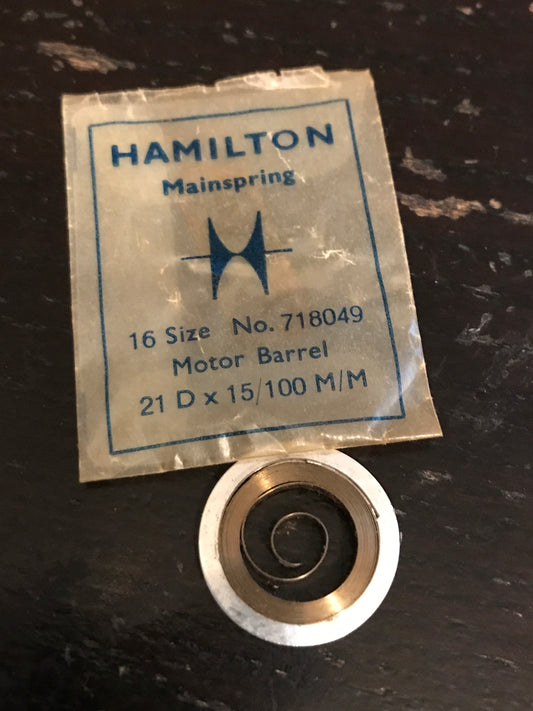 HAMILTON
Mainspring
16 Size No. 718049
Motor Barrel
21 D x 15/100 M/M